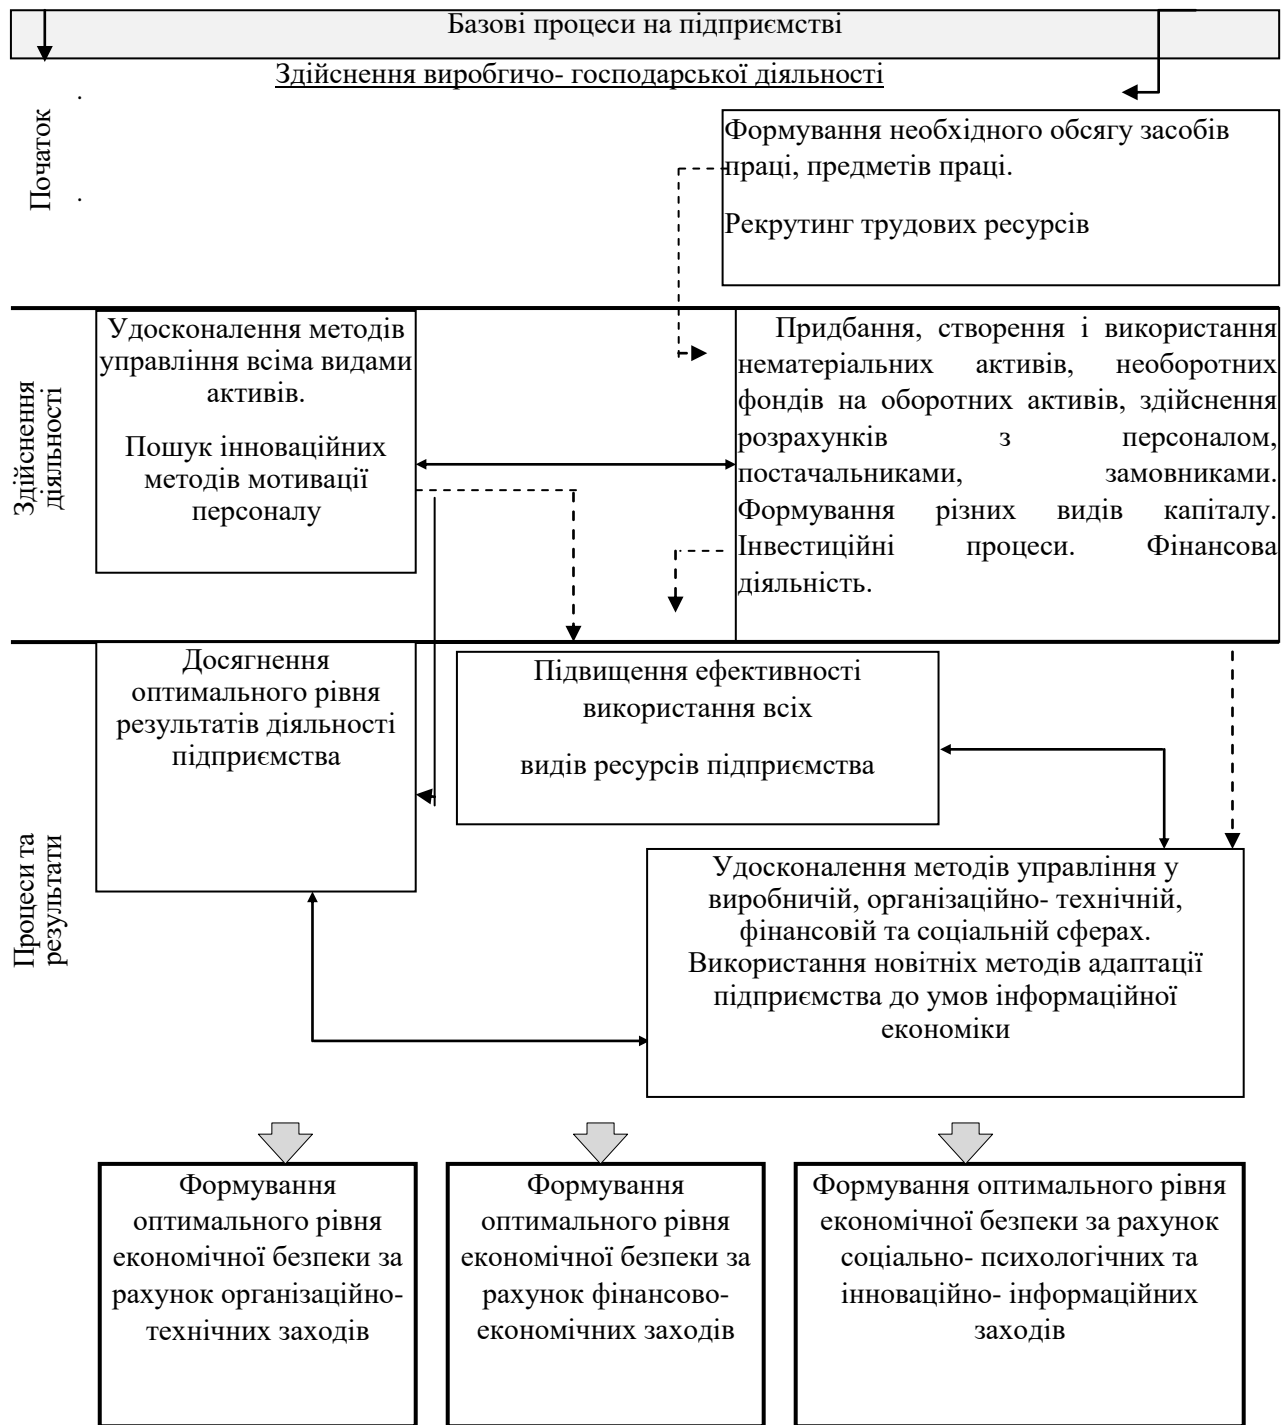 Базові процеси на підприємстві
Здійснення виробгичо- господарської діяльності
Початок
.
.
Формування необхідного обсягу засобів
праці, предметів праці.
Рекрутинг трудових ресурсів
Здійснення
діяльності
Удосконалення методів
управління всіма видами
активів.
Пошук інноваційних
методів мотивації
персоналу
Придбання, створення і використання
нематеріальних активів, необоротних
фондів на оборотних активів, здійснення
розрахунків з персоналом,
постачальниками, замовниками.
Формування різних видів капіталу.
Інвестиційні процеси. Фінансова
діяльність.
Процеси та
результати
Досягнення
оптимального рівня
результатів діяльності
підприємства
Підвищення ефективності
використання всіх
видів ресурсів підприємства
Удосконалення методів управління у
виробничій, організаційно- технічній,
фінансовій та соціальній сферах.
Використання новітніх методів адаптації
підприємства до умов інформаційної
економіки
Формування
оптимального рівня
економічної безпеки за
рахунок організаційно-
технічних заходів
Формування
оптимального рівня
економічної безпеки за
рахунок фінансово-
економічних заходів
Формування оптимального рівня
економічної безпеки за рахунок
соціально- психологічних та
інноваційно- інформаційних
заходів